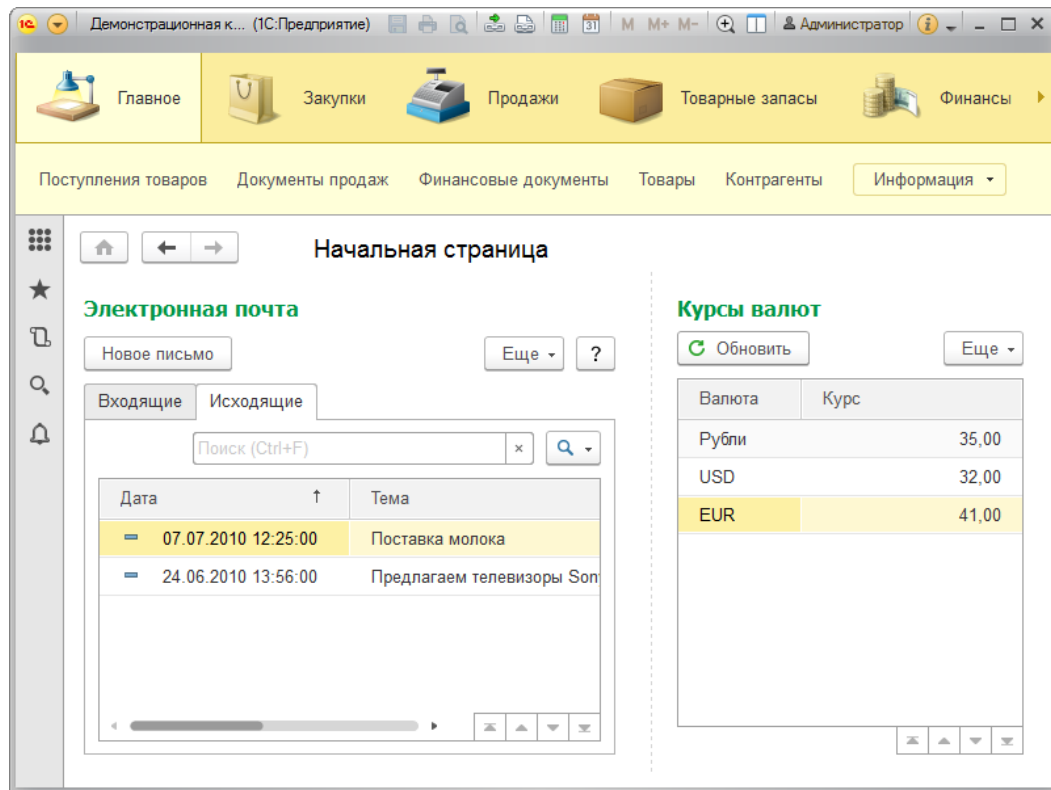 1С Демонстрационная к... (1С:Предприятие) 31 M M+ M- Администратор i
Главное Закупки Продажи Товарные запасы Финансы
Поступления товаров Документы продаж Финансовые документы Товары Контрагенты Информация
Начальная страница
Электронная почта
Новое письмо Еще ?
Входящие Исходящие
Поиск (Ctrl+F) ×
Дата ↑ Тема
07.07.2010 12:25:00 Поставка молока
24.06.2010 13:56:00 Предлагаем телевизоры Son
Курсы валют
Обновить Еще
Валюта Курс
Рубли 35,00
USD 32,00
EUR 41,00